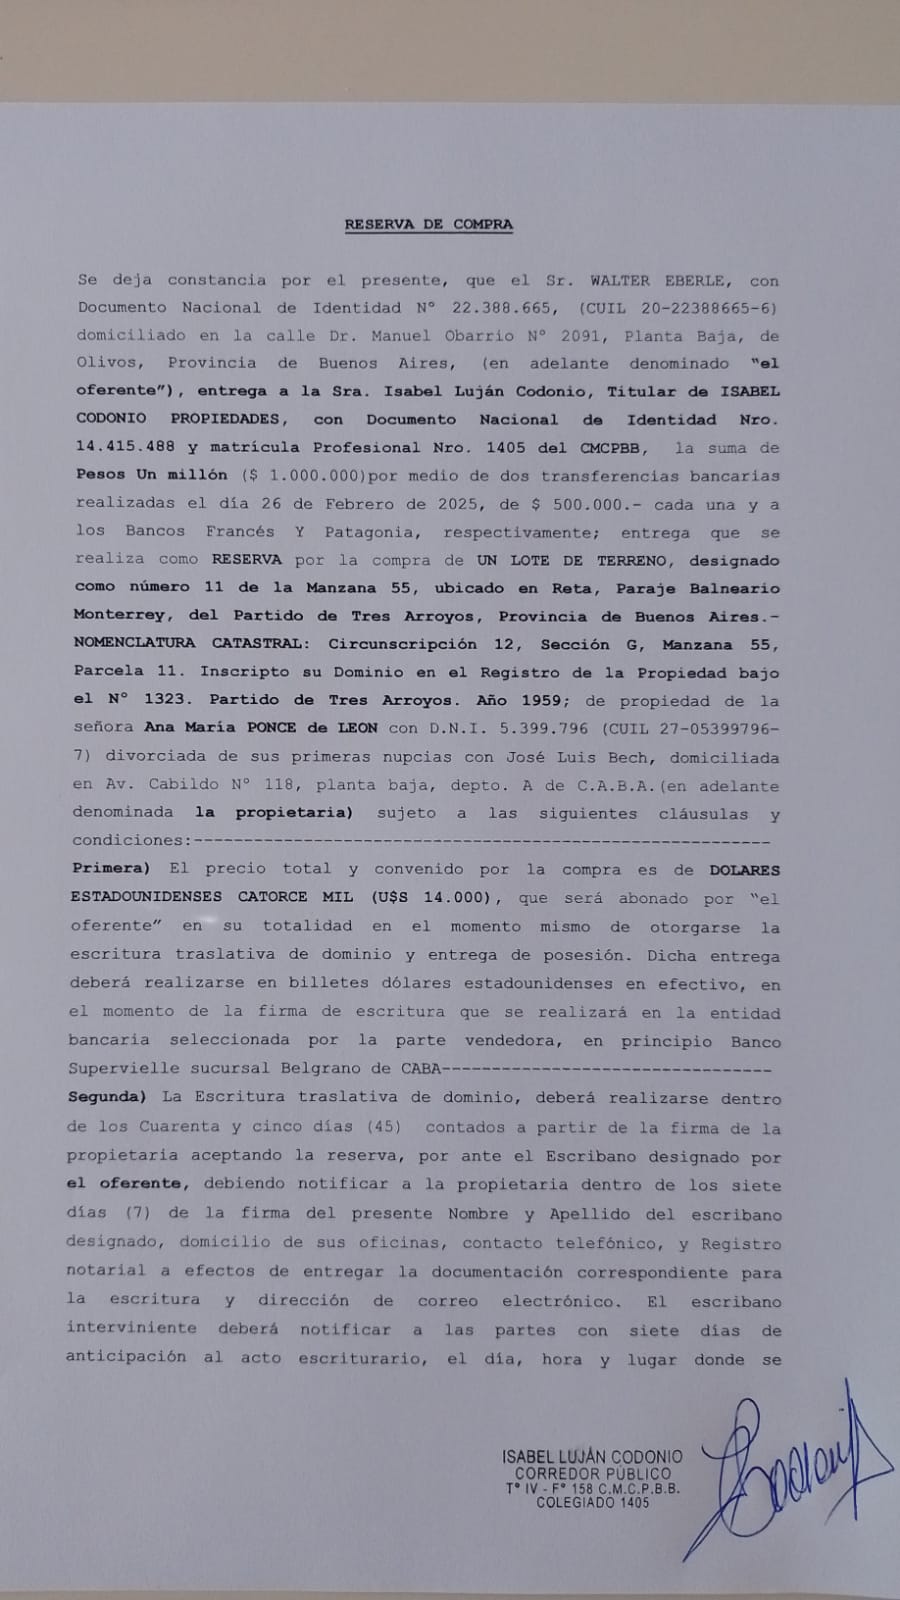 RESERVA DE COMPRA
Se deja constancia por el presente, que el Sr. WALTER EBERLE, con
Documento Nacional de Identidad N° 22.388.665, (CUIL 20-22388665-6)
domiciliado en la calle Dr. Manuel Obarrio N° 2091, Planta Baja, de
Olivos, Provincia de Buenos Aires, (en adelante denominado "el
oferente"), entrega a la Sra. Isabel Luján Codonio, Titular de ISABEL
CODONIO PROPIEDADES, con Documento Nacional de Identidad Nro.
14.415.488 y matrícula Profesional Nro. 1405 del CMCPBB, la suma de
Pesos Un millón ($ 1.000.000)por medio de dos transferencias bancarias
realizadas el día 26 de Febrero de 2025, de $ 500.000.- cada una y a
los Bancos Francés Y Patagonia, respectivamente; entrega que se
realiza como RESERVA por la compra de UN LOTE DE TERRENO, designado
como número 11 de la Manzana 55, ubicado en Reta, Paraje Balneario
Monterrey, del Partido de Tres Arroyos, Provincia de Buenos Aires.-
NOMENCLATURA CATASTRAL: Circunscripción 12, Sección G, Manzana 55,
Parcela 11. Inscripto su Dominio en el Registro de la Propiedad bajo
el N° 1323. Partido de Tres Arroyos. Año 1959; de propiedad de la
señora Ana María PONCE de LEON con D.N.I. 5.399.796 (CUIL 27-05399796-
7) divorciada de sus primeras nupcias con José Luis Bech, domiciliada
en Av. Cabildo N° 118, planta baja, depto. A de C.A.B.A.(en adelante
denominada la propietaria) sujeto a las siguientes cláusulas y
condiciones:----------------------------------------------------------
Primera) El precio total y convenido por la compra es de DOLARES
ESTADOUNIDENSES CATORCE MIL (U$S 14.000), que será abonado por "el
oferente" en su totalidad en el momento mismo de otorgarse la
escritura traslativa de dominio y entrega de posesión. Dicha entrega
deberá realizarse en billetes dólares estadounidenses en efectivo, en
el momento de la firma de escritura que se realizará en la entidad
bancaria seleccionada por la parte vendedora, en principio Banco
Supervielle sucursal Belgrano de CABA---------------------------------
Segunda) La Escritura traslativa de dominio, deberá realizarse dentro
de los Cuarenta y cinco días (45) contados a partir de la firma de la
propietaria aceptando la reserva, por ante el Escribano designado por
el oferente, debiendo notificar a la propietaria dentro de los siete
días (7) de la firma del presente Nombre y Apellido del escribano
designado, domicilio de sus oficinas, contacto telefónico, y Registro
notarial a efectos de entregar la documentación correspondiente para
la escritura y dirección de correo electrónico. El escribano
interviniente deberá notificar a las partes con siete días de
anticipación al acto escriturario, el día, hora y lugar donde se
ISABEL LUJÁN CODONIO
CORREDOR PÚBLICO
T° IV - F° 158 C.M.C.P.B.B.
COLEGIADO 1405